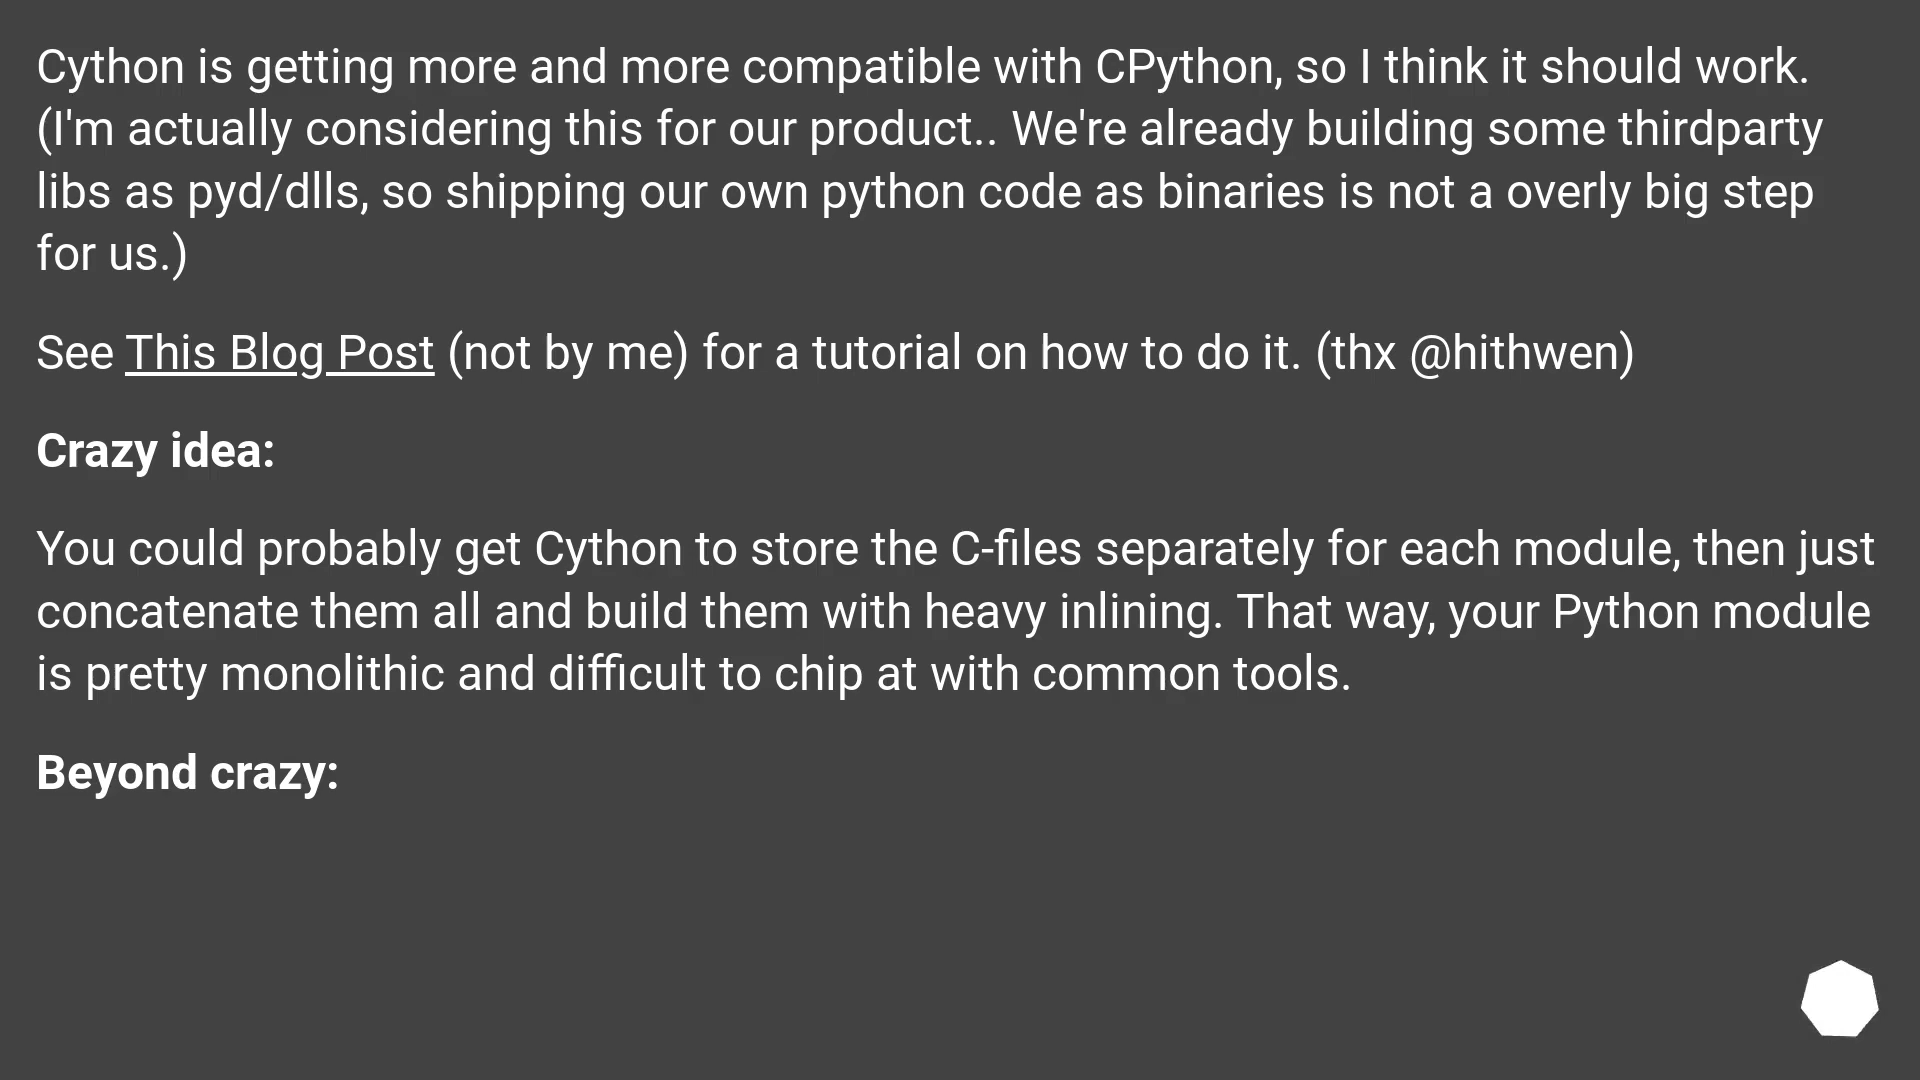 Cython is getting more and more compatible with CPython, so I think it should work.
(I'm actually considering this for our product.. We're already building some thirdparty
libs as pyd/dlls, so shipping our own python code as binaries is not a overly big step
for us.)
See This Blog Post (not by me) for a tutorial on how to do it. (thx @hithwen)
Crazy idea:
You could probably get Cython to store the C-files separately for each module, then just
concatenate them all and build them with heavy inlining. That way, your Python module
is pretty monolithic and difficult to chip at with common tools.
Beyond crazy: